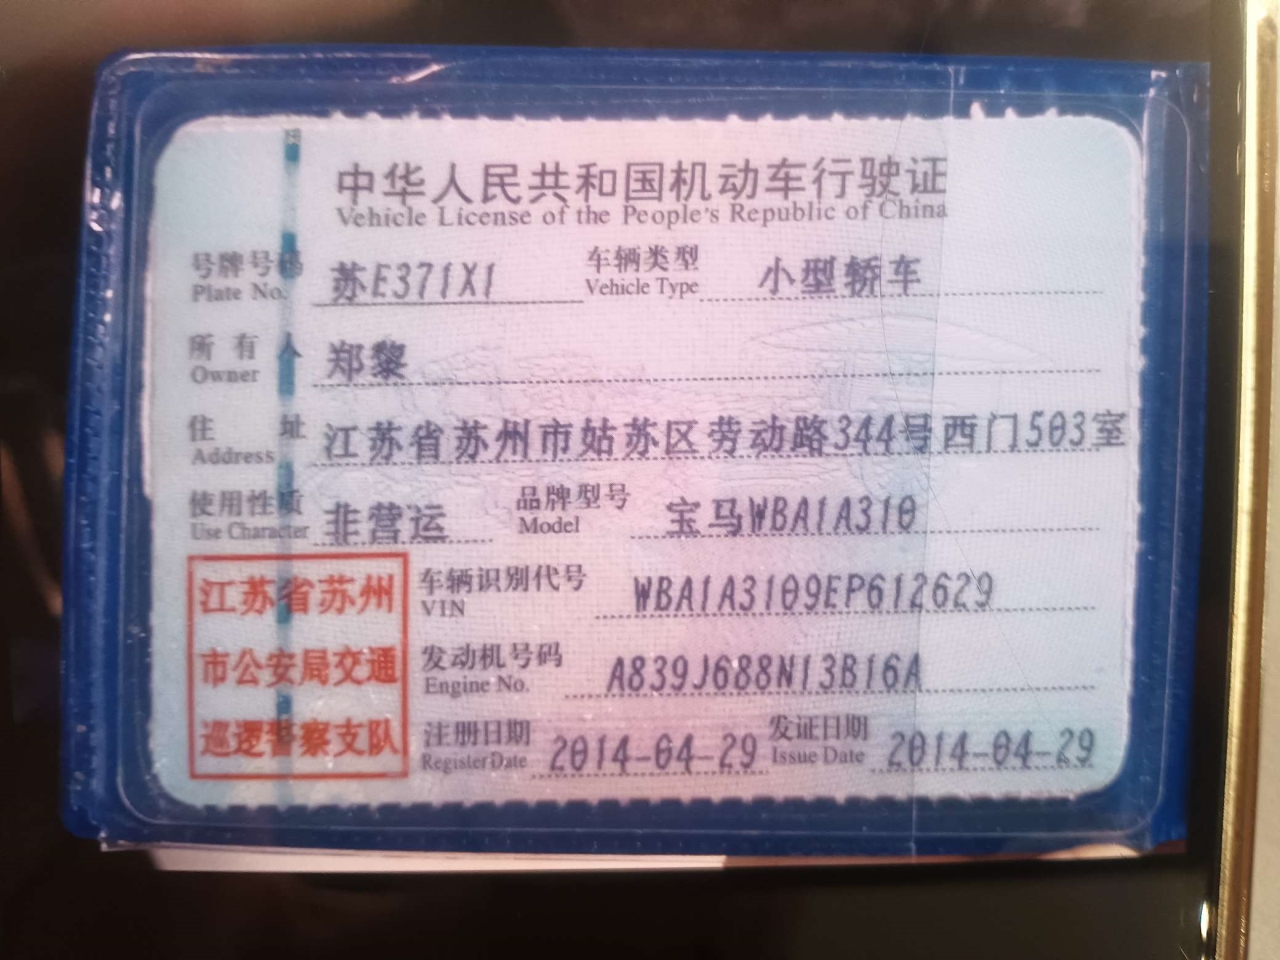 中华人民共和国机动车行驶证
Vehicle License of the People's Republic of China
号牌号码 苏E371X1 车辆类型 小型轿车
Plate No. Vehicle Type
所有人 郑黎
Owner
住址 江苏省苏州市姑苏区劳动路344号西门503室
Address
使用性质 非营运 品牌型号 宝马WBA1A310
Use Character Model
江苏省苏州
市公安局交通
巡逻警察支队
车辆识别代号 WBA1A3109EP612629
VIN
发动机号码 A839J688N13B16A
Engine No.
注册日期 2014-04-29 发证日期 2014-04-29
Register Date Issue Date